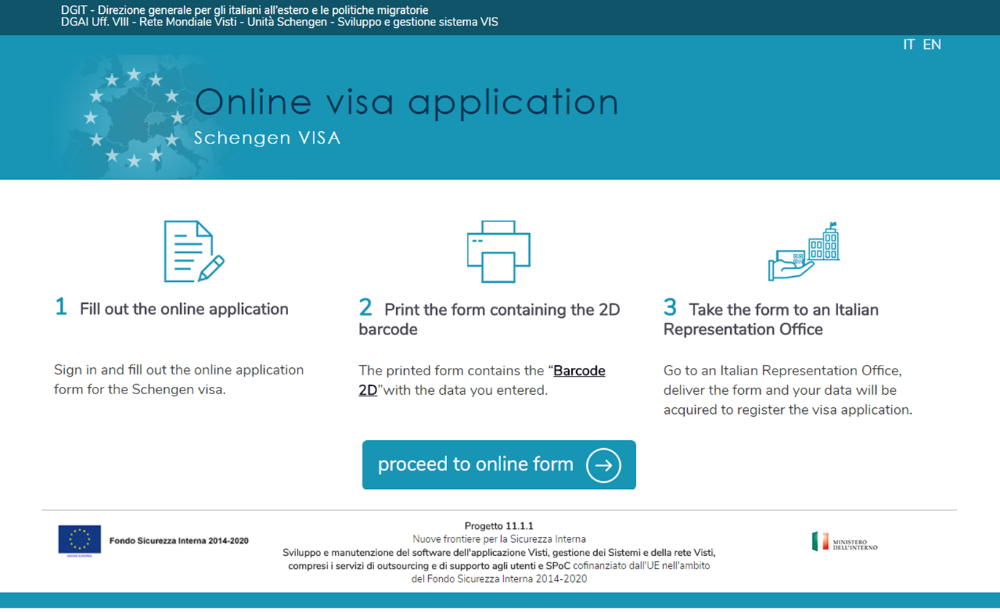 DGIT - Direzione generale per gli italiani all'estero e le politiche migratorie
DGAI Uff. VIII - Rete Mondiale Visti - Unità Schengen - Sviluppo e gestione sistema VIS
IT EN
Online visa application
Schengen VISA
1 Fill out the online application
Sign in and fill out the online application
form for the Schengen visa.
2 Print the form containing the 2D
barcode
The printed form contains the “Barcode
2D”with the data you entered.
3 Take the form to an Italian
Representation Office
Go to an Italian Representation Office,
deliver the form and your data will be
acquired to register the visa application.
proceed to online form
UNIONE EUROPEA
Fondo Sicurezza Interna 2014-2020
Progetto 11.1.1
Nuove frontiere per la Sicurezza Interna
Sviluppo e manutenzione del software dell'applicazione Visti, gestione dei Sistemi e della rete Visti,
compresi i servizi di outsourcing e di supporto agli utenti e SPoC cofinanziato dall'UE nell'ambito
del Fondo Sicurezza Interna 2014-2020
MINISTERO
DELL'INTERNO